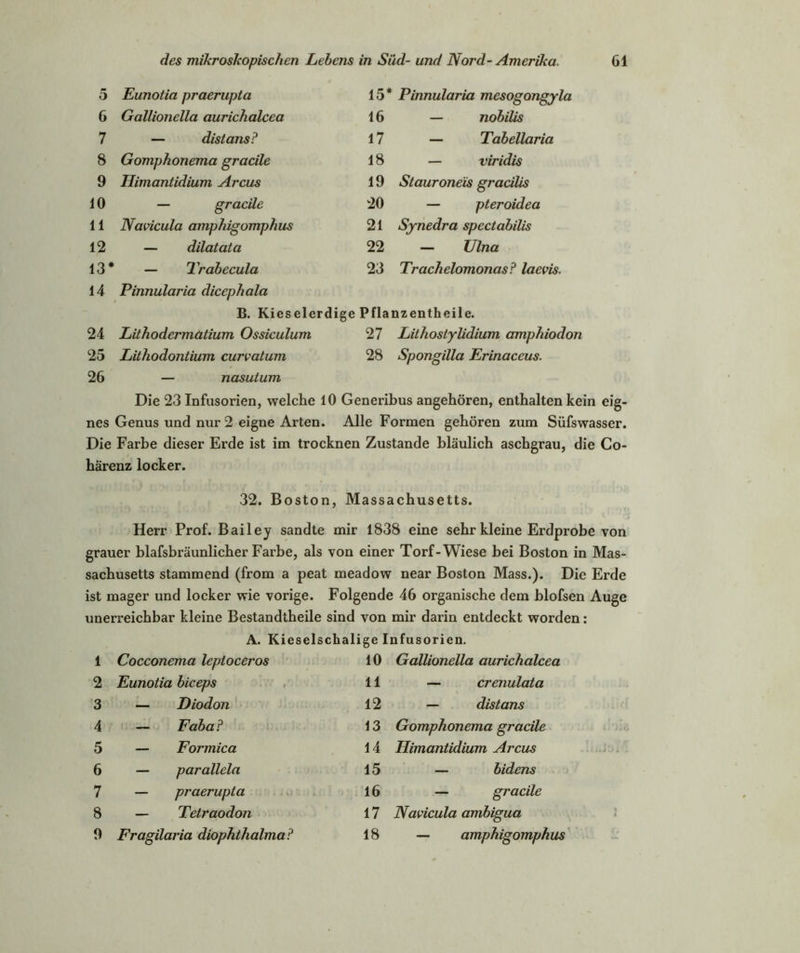 des mikroskopischen Lebens in Süd- und Nord-Amerika. 61
5 Eunotia praerupta
6 Gallionella aurichalcea
7 — distans?
8 Gomphonema gracile
9 Himantidium Arcus
10 — gracile
11 Navicula amphigomphus
12 — dilatata
13* — Trabecula
14 Pinnularia dicephala
15* Pinnularia mesogongyla
16 — nobilis
17 — Tabellaria
18 — viridis
19 Stauroneïs gracilis
20 — pteroidea
21 Synedra spectabilis
22 — Ulna
23 Trachelomonas? laevis.
B. Kieselerdige Pflanzentheile.
24 Lithodermatium Ossiculum
25 Lithodontium curvatum
26 — nasutum
27 Lithostylidium amphiodon
28 Spongilla Erinaceus.
Die 23 Infusorien, welche 10 Generibus angehören, enthalten kein eig-
nes Genus und nur 2 eigne Arten. Alle Formen gehören zum Süfswasser.
Die Farbe dieser Erde ist im trocknen Zustande bläulich aschgrau, die Co-
härenz locker.
32. Boston, Massachusetts.
Herr Prof. Bailey sandte mir 1838 eine sehr kleine Erdprobe von
grauer blafsbräunlicher Farbe, als von einer Torf-Wiese bei Boston in Mas-
sachusetts stammend (from a peat meadow near Boston Mass.). Die Erde
ist mager und locker wie vorige. Folgende 46 organische dem blofsen Auge
unerreichbar kleine Bestandtheile sind von mir darin entdeckt worden:
A. Kieselschalige Infusorien.
1 Cocconema leptoceros
2 Eunotia biceps
3 — Diodon
4 — Faba?
5 — Formica
6 — parallela
7 — praerupta
8 — Tetraodon
9 Fragilaria diophthalma?
10 Gallionella aurichalcea
11 — crenulata
12 — distans
13 Gomphonema gracile
14 Himantidium Arcus
15 — bidens
16 — gracile
17 Navicula ambigua
18 — amphigomphus